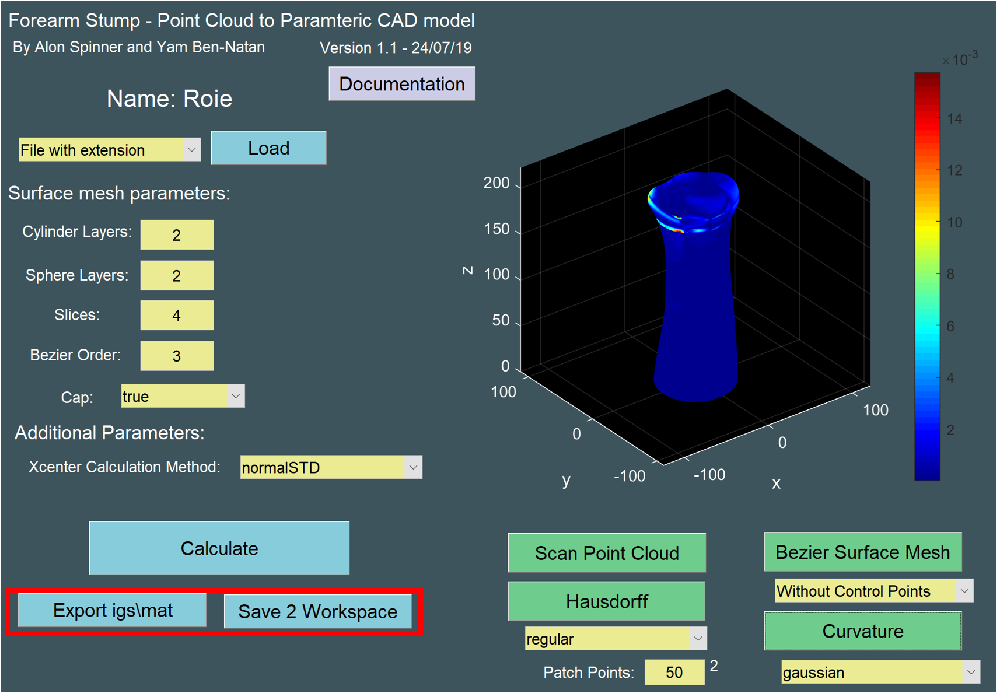 Forearm Stump - Point Cloud to Paramteric CAD model
By Alon Spinner and Yam Ben-Natan
Version 1.1 - 24/07/19
Documentation
Name: Roie
File with extension
Load
Surface mesh parameters:
Cylinder Layers:
2
Sphere Layers:
2
Slices:
4
Bezier Order:
3
Cap:
true
Additional Parameters:
Xcenter Calculation Method:
normalSTD
Calculate
Export igs\mat
Save 2 Workspace
200
150
100
50
0
z
100
0
-100
y
-100
0
100
x
×10-3
14
12
10
8
6
4
2
Scan Point Cloud
Hausdorff
regular
Patch Points:
50
2
Bezier Surface Mesh
Without Control Points
Curvature
gaussian